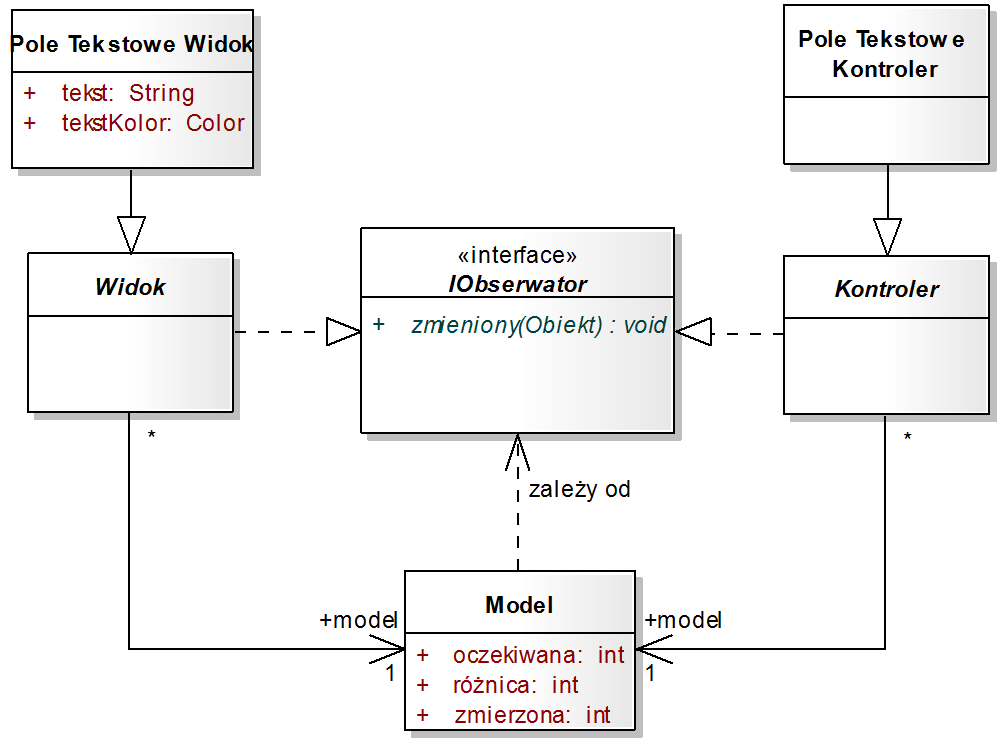 Pole Tekstowe Widok
+ tekst: String
+ tekstKolor: Color
Pole Tekstowe
Kontroler
Widok
«interface»
IObserwator
+ zmieniony(Obiekt) : void
Kontroler
*
*
zależy od
Model
+ oczekiwana: int
+ różnica: int
+ zmierzona: int
+model
1
+model
1